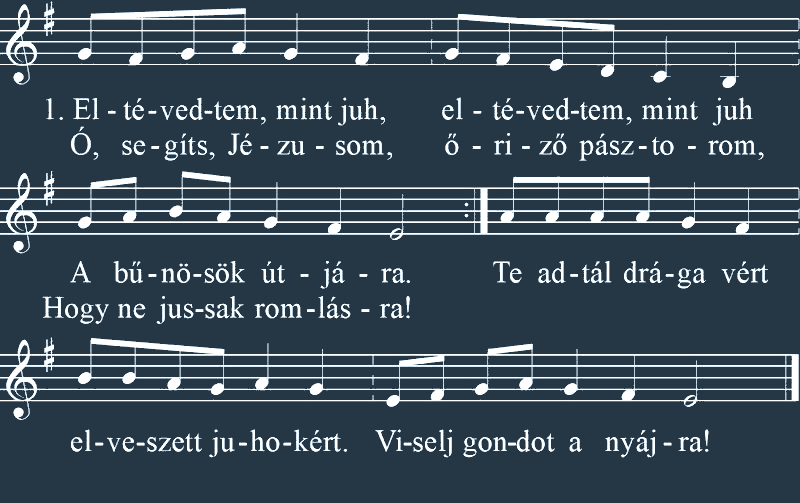 1. El - té-ved-tem, mint juh, el - té-ved-tem, mint juh
Ó, se-gíts, Jé - zu - som, ő - ri - ző pász-to - rom,
A bű-nö-sök út - já - ra. Te ad-tál drá-ga vért
Hogy ne jus-sak rom-lás - ra!
el-ve-szett ju-ho-kért. Vi-selj gon-dot a nyáj-ra!